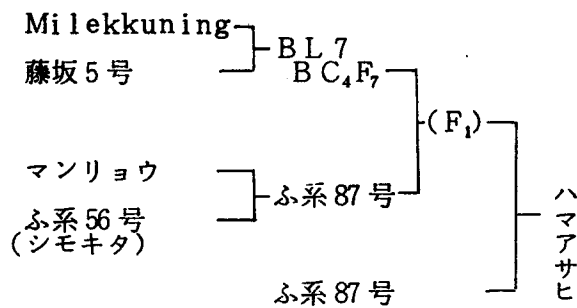 Milekkuning
藤坂5号
BL7
BC₄F₇
(F₁)
マンリョウ
ふ系56号
(シモキタ)
ふ系87号
ふ系87号
ハマアサヒ